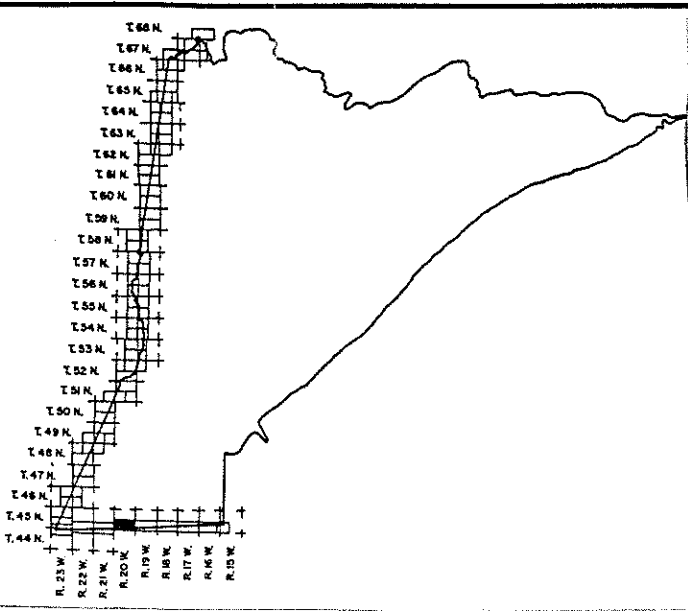 T. 68 N.
T. 67 N.
T. 66 N.
T. 65 N.
T. 64 N.
T. 63 N.
T. 62 N.
T. 61 N.
T. 60 N.
T. 59 N.
T. 58 N.
T. 57 N.
T. 56 N.
T. 55 N.
T. 54 N.
T. 53 N.
T. 52 N.
T. 51 N.
T. 50 N.
T. 49 N.
T. 48 N.
T. 47 N.
T. 46 N.
T. 45 N.
T. 44 N.
R. 23 W.
R. 22 W.
R. 21 W.
R. 20 W.
R. 19 W.
R. 18 W.
R. 17 W.
R. 16 W.
R. 15 W.